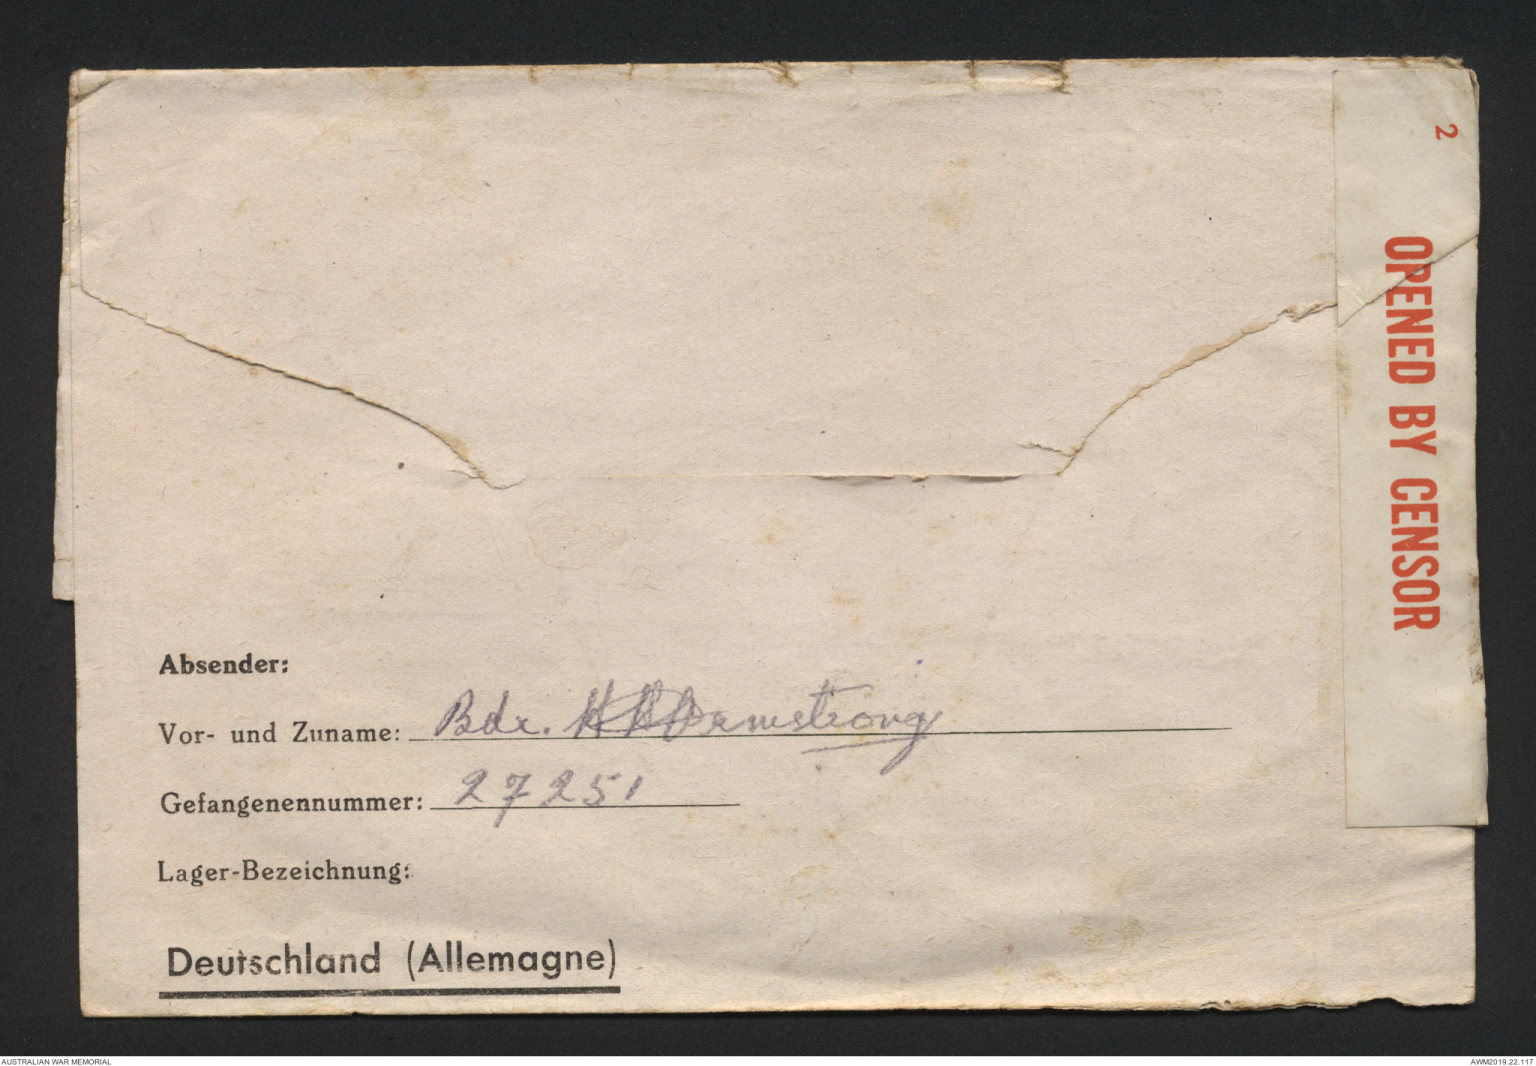 2
OPENED BY CENSOR
Absender:
Vor- und Zuname: Bdr. Armstrong
Gefangenennummer: 27251
Lager-Bezeichnung:
Deutschland (Allemagne)
AUSTRALIAN WAR MEMORIAL
AWM2019.22.117